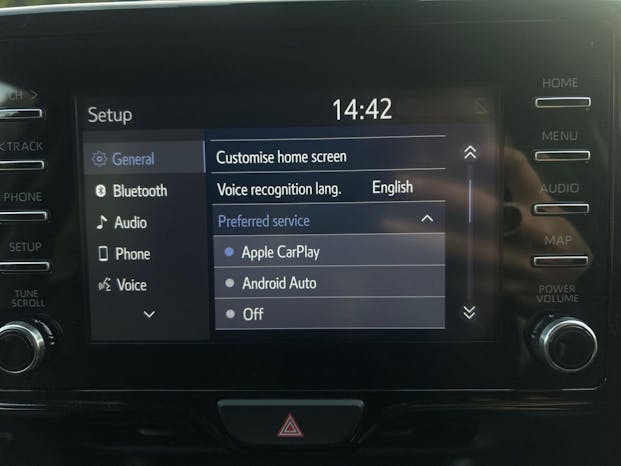 Setup 14:42
General
Bluetooth
Audio
Phone
Voice
Customise home screen
Voice recognition lang. English
Preferred service
Apple CarPlay
Android Auto
Off
CH >
< TRACK
PHONE
SETUP
TUNE
SCROLL
HOME
MENU
AUDIO
MAP
POWER
VOLUME